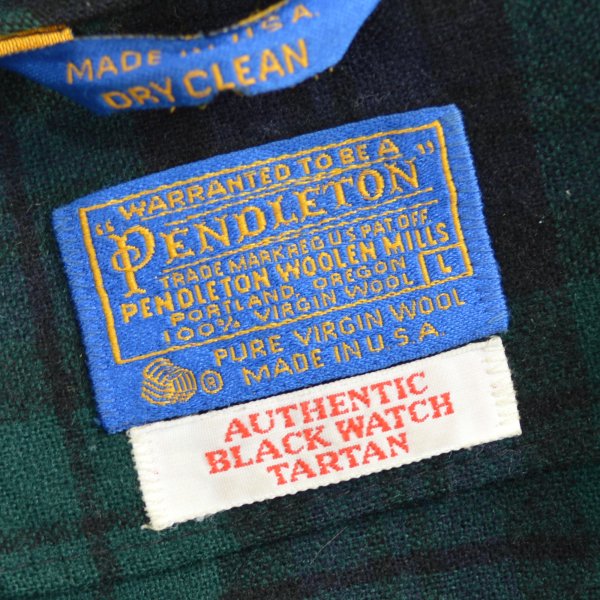 MADE IN U.S.A.
DRY CLEAN
"WARRANTED TO BE A
PENDLETON"
TRADE MARK REG U.S. PAT. OFF.
PENDLETON WOOLEN MILLS
PORTLAND, OREGON
100% VIRGIN WOOL
L
® PURE VIRGIN WOOL
MADE IN U.S.A.
AUTHENTIC
BLACK WATCH
TARTAN